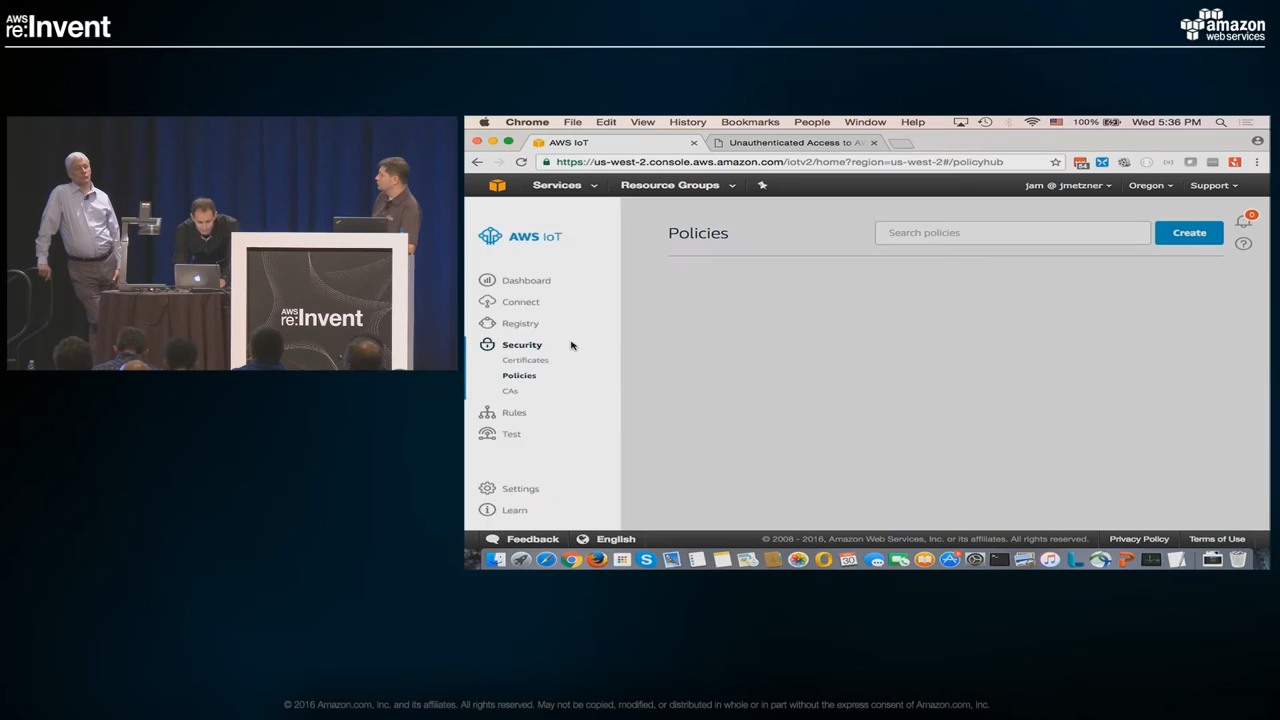 AWS
re:Invent
amazon
web services
Chrome File Edit View History Bookmarks People Window Help 100% Wed 5:36 PM
AWS IoT Unauthenticated Access to AW
https://us-west-2.console.aws.amazon.com/iotv2/home?region=us-west-2#/policyhub
54
Services Resource Groups jam @ jmetzner Oregon Support
AWS IoT
Policies
Search policies
Create
0
Dashboard
Connect
Registry
Security
Certificates
Policies
CAs
Rules
Test
Settings
Learn
Feedback English © 2008 - 2016, Amazon Web Services, Inc. or its affiliates. All rights reserved. Privacy Policy Terms of Use
30
AWS
re:Invent
© 2016 Amazon.com, Inc. and its affiliates. All rights reserved. May not be copied, modified, or distributed in whole or in part without the express consent of Amazon.com, Inc.